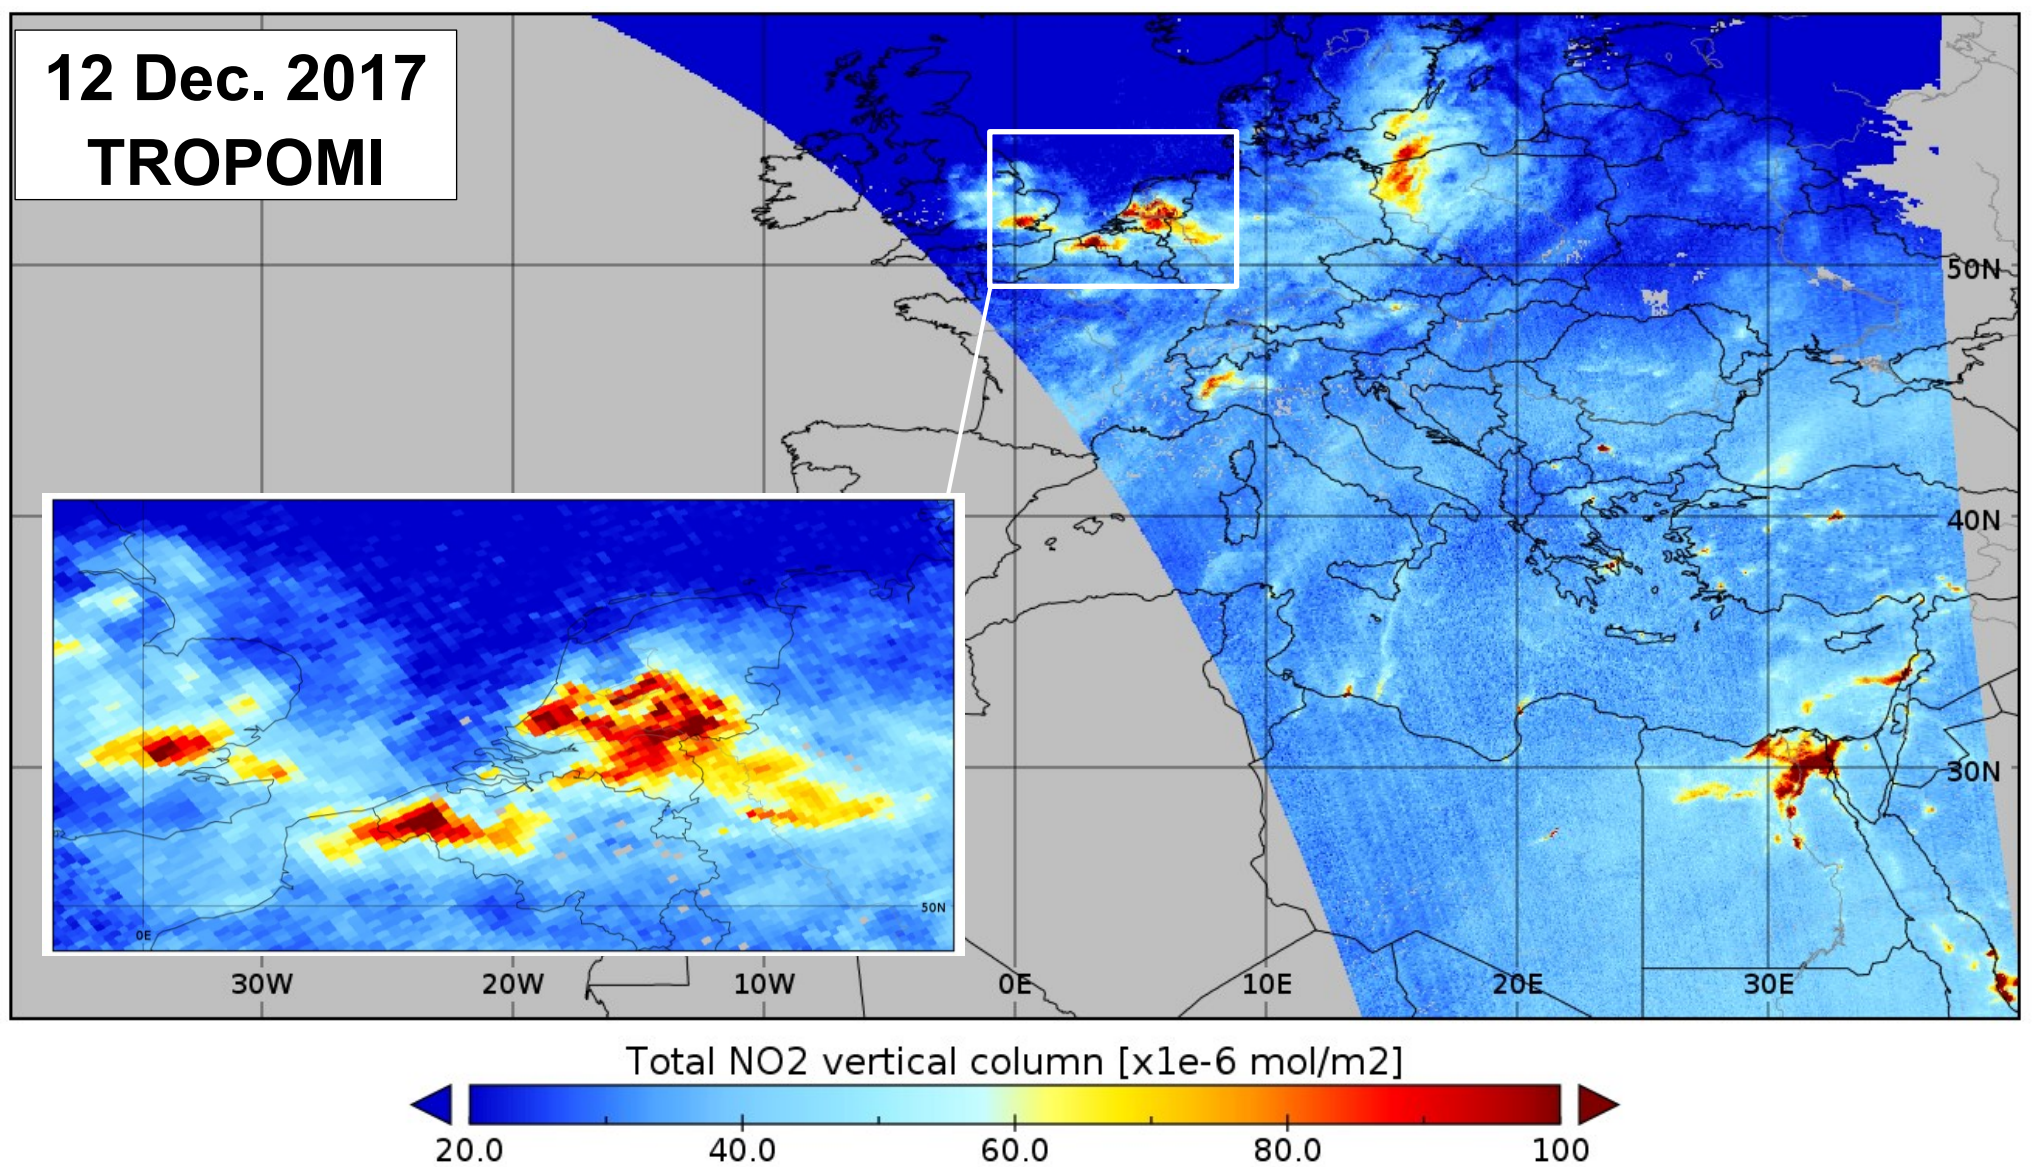 12 Dec. 2017
TROPOMI
50N
40N
30N
50N
0E
30W 20W 10W 0E 10E 20E 30E
Total NO2 vertical column [x1e-6 mol/m2]
20.0 40.0 60.0 80.0 100